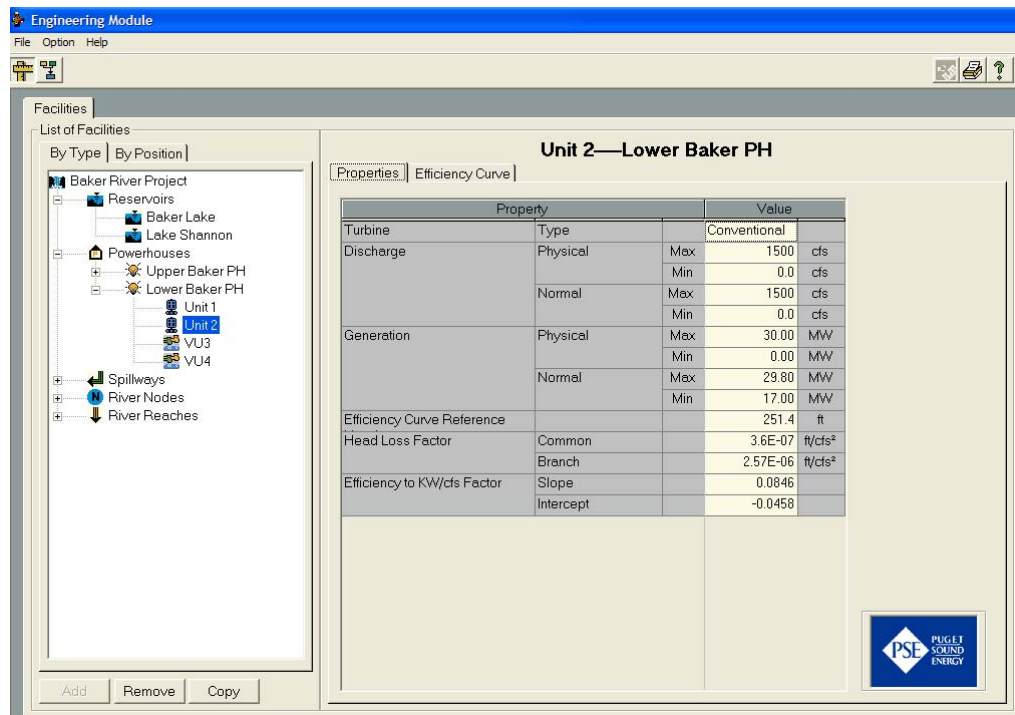 Engineering Module
File Option Help
Facilities
List of Facilities
By Type By Position
Baker River Project
Reservoirs
Baker Lake
Lake Shannon
Powerhouses
Upper Baker PH
Lower Baker PH
Unit 1
Unit 2
VU3
VU4
Spillways
N River Nodes
River Reaches
Add Remove Copy
Unit 2—Lower Baker PH
Properties Efficiency Curve
Property Value
Turbine Type Conventional
Discharge Physical Max 1500 cfs
Min 0.0 cfs
Normal Max 1500 cfs
Min 0.0 cfs
Generation Physical Max 30.00 MW
Min 0.00 MW
Normal Max 29.80 MW
Min 17.00 MW
Efficiency Curve Reference 251.4 ft
Head Loss Factor Common 3.6E-07 ft/cfs²
Branch 2.57E-06 ft/cfs²
Efficiency to KW/cfs Factor Slope 0.0846
Intercept -0.0458
PSE PUGET
SOUND
ENERGY